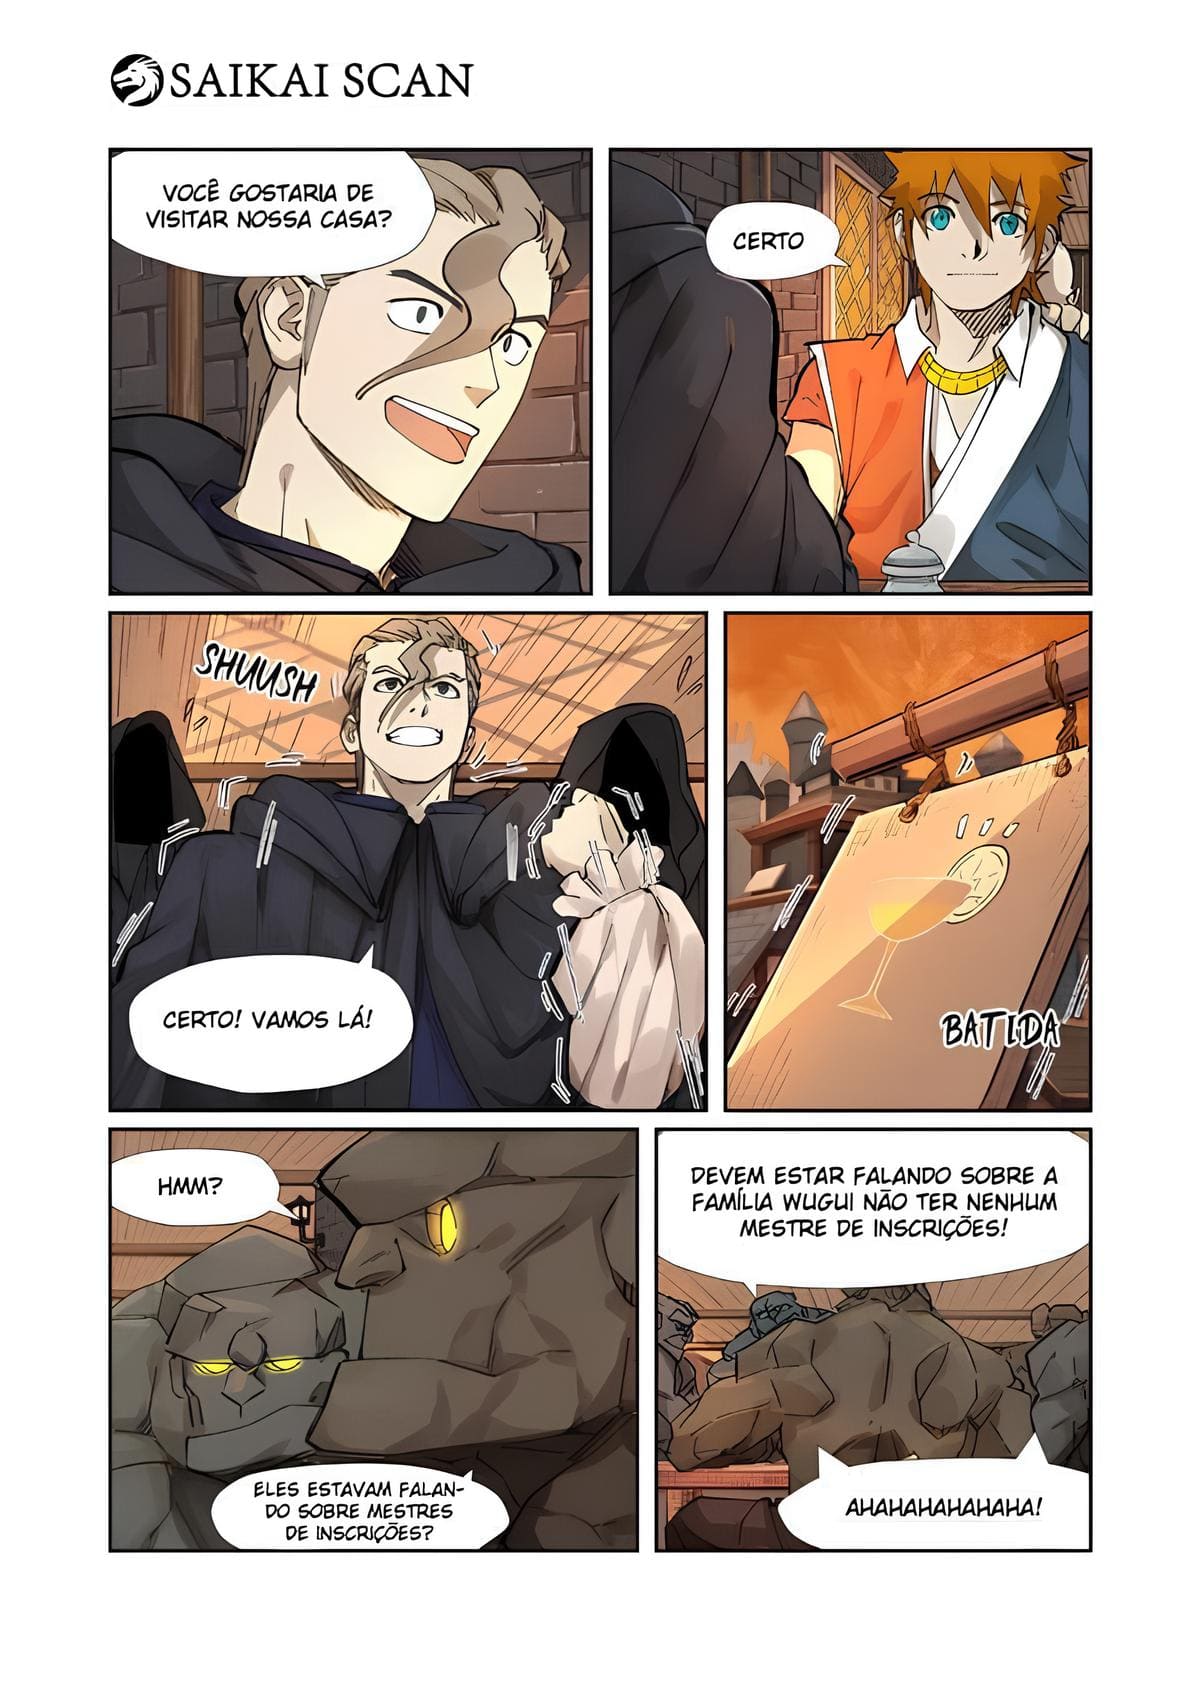 SAIKAI SCAN
VOCÊ GOSTARIA DE
VISITAR NOSSA CASA?
CERTO
SHUUSH
CERTO! VAMOS LÁ!
BATIDA
HMM?
ELES ESTAVAM FALAN-
DO SOBRE MESTRES
DE INSCRIÇÕES?
DEVEM ESTAR FALANDO SOBRE A
FAMÍLIA WUGUI NÃO TER NENHUM
MESTRE DE INSCRIÇÕES!
AHAHAHAHAHAHA!